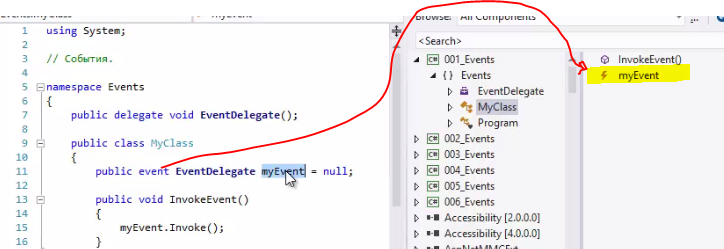 Events.MyClass
myEvent
Browse: All Components
1 using System;
2
3 // События.
4
5 namespace Events
6 {
7 public delegate void EventDelegate();
8
9 public class MyClass
10 {
11 public event EventDelegate myEvent = null;
12
13 public void InvokeEvent()
14 {
15 myEvent.Invoke();
16 }
<Search>
001_Events
{ } Events
EventDelegate
MyClass
Program
002_Events
003_Events
004_Events
005_Events
006_Events
Accessibility [2.0.0.0]
Accessibility [4.0.0.0]
InvokeEvent()
myEvent